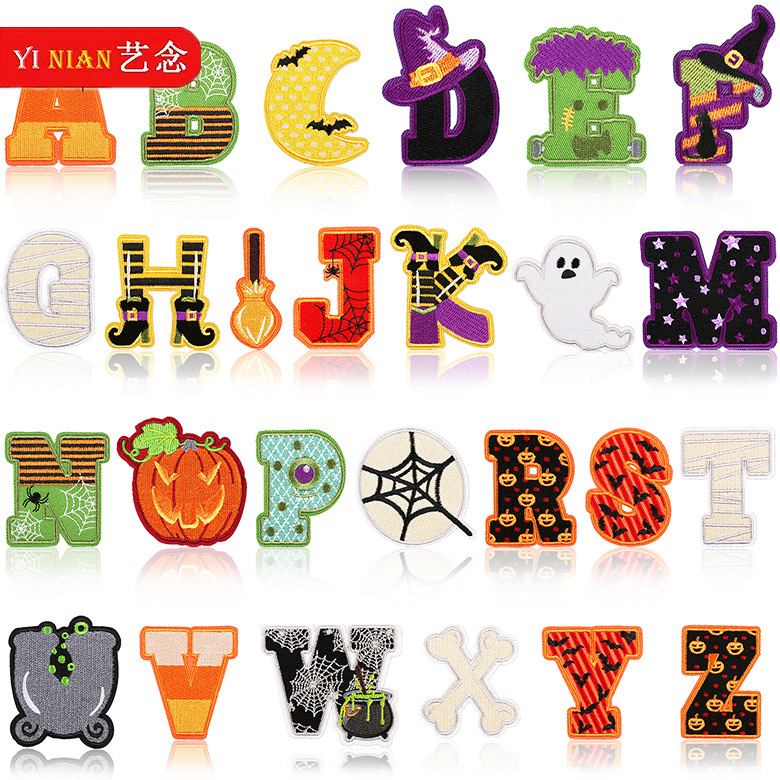 YI NIAN 艺念
A B C D E F
G H I J K L M
N O P Q R S T
U V W X Y Z